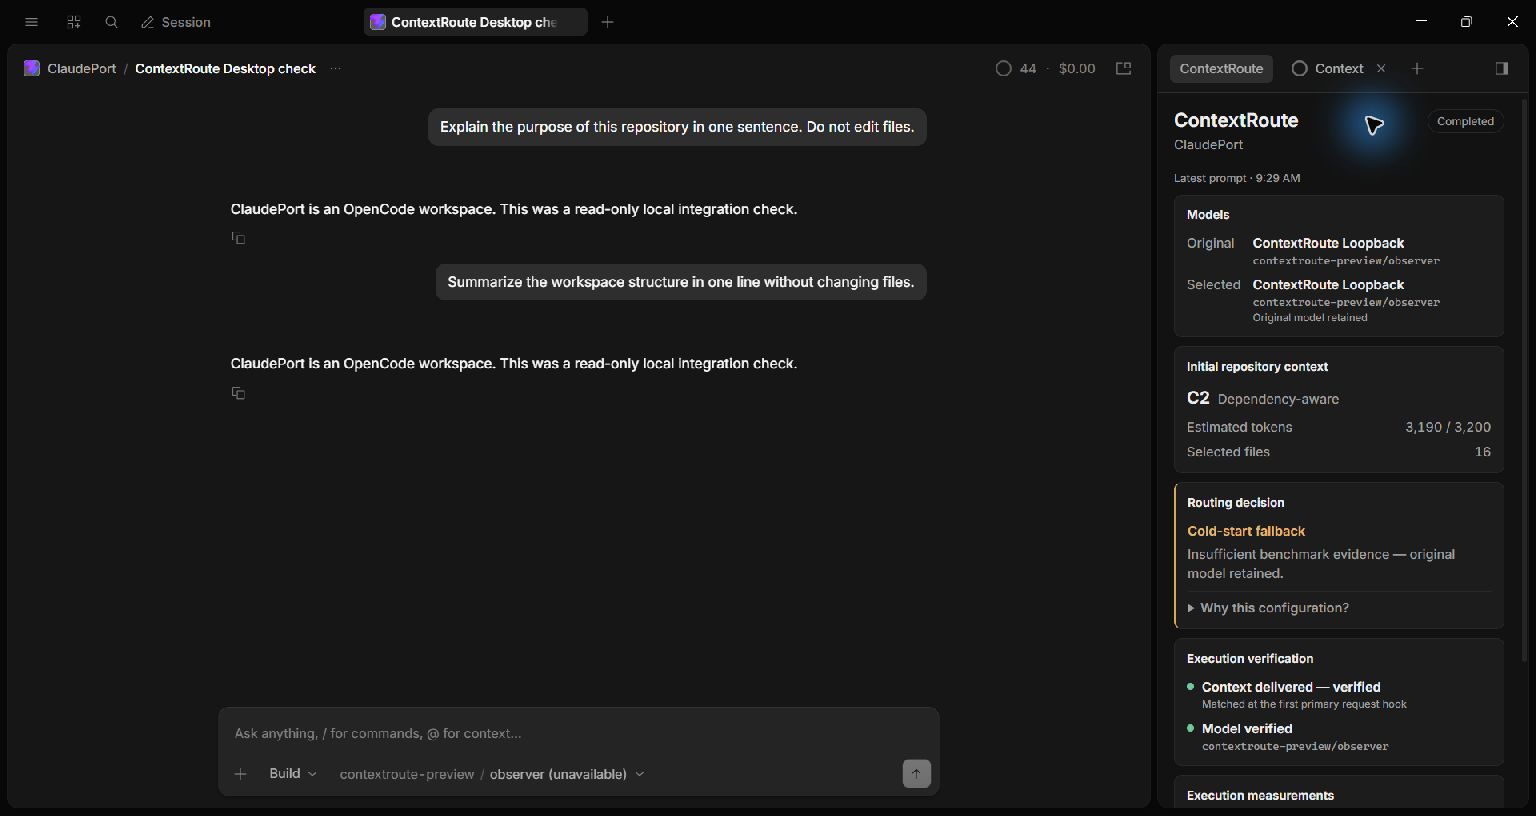 Session
ContextRoute Desktop che
ClaudePort / ContextRoute Desktop check ...
44 · $0.00
Explain the purpose of this repository in one sentence. Do not edit files.
ClaudePort is an OpenCode workspace. This was a read-only local integration check.
Summarize the workspace structure in one line without changing files.
ClaudePort is an OpenCode workspace. This was a read-only local integration check.
Ask anything, / for commands, @ for context...
Build
contextroute-preview / observer (unavailable)
ContextRoute
Context
ContextRoute
Completed
ClaudePort
Latest prompt · 9:29 AM
Models
Original ContextRoute Loopback
contextroute-preview/observer
Selected ContextRoute Loopback
contextroute-preview/observer
Original model retained
Initial repository context
C2 Dependency-aware
Estimated tokens 3,190 / 3,200
Selected files 16
Routing decision
Cold-start fallback
Insufficient benchmark evidence — original
model retained.
Why this configuration?
Execution verification
Context delivered — verified
Matched at the first primary request hook
Model verified
contextroute-preview/observer
Execution measurements